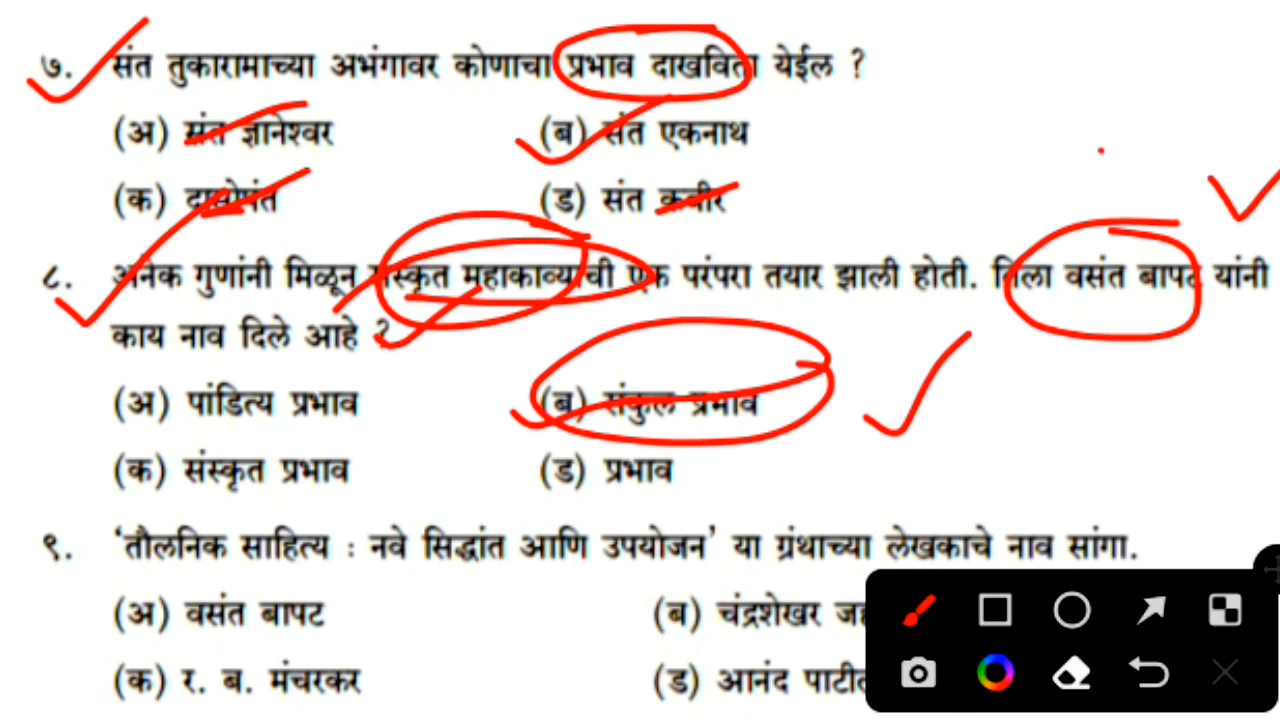 ७. संत तुकारामाच्या अभंगावर कोणाचा प्रभाव दाखविता येईल ?
(अ) संत ज्ञानेश्वर (ब) संत एकनाथ
(क) दासोपंत (ड) संत कबीर
८. अनेक गुणांनी मिळून संस्कृत महाकाव्याची एक परंपरा तयार झाली होती. तिला वसंत बापट यांनी
काय नाव दिले आहे ?
(अ) पांडित्य प्रभाव (ब) संकुल प्रभाव
(क) संस्कृत प्रभाव (ड) प्रभाव
९. ‘तौलनिक साहित्य : नवे सिद्धांत आणि उपयोजन’ या ग्रंथाच्या लेखकाचे नाव सांगा.
(अ) वसंत बापट (ब) चंद्रशेखर
(क) र. ब. मंचरकर (ड) आनंद पाटील